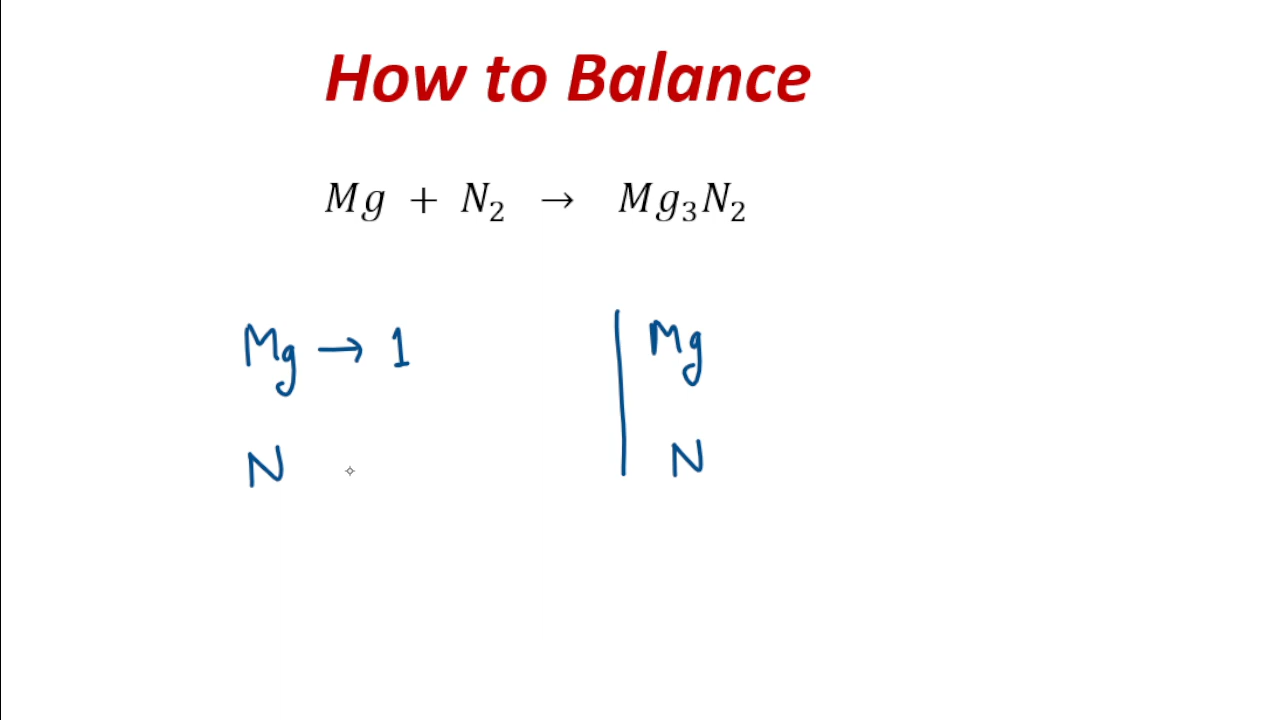 How to Balance
Mg + N₂ → Mg₃N₂
Mg → 1 | Mg
N | N